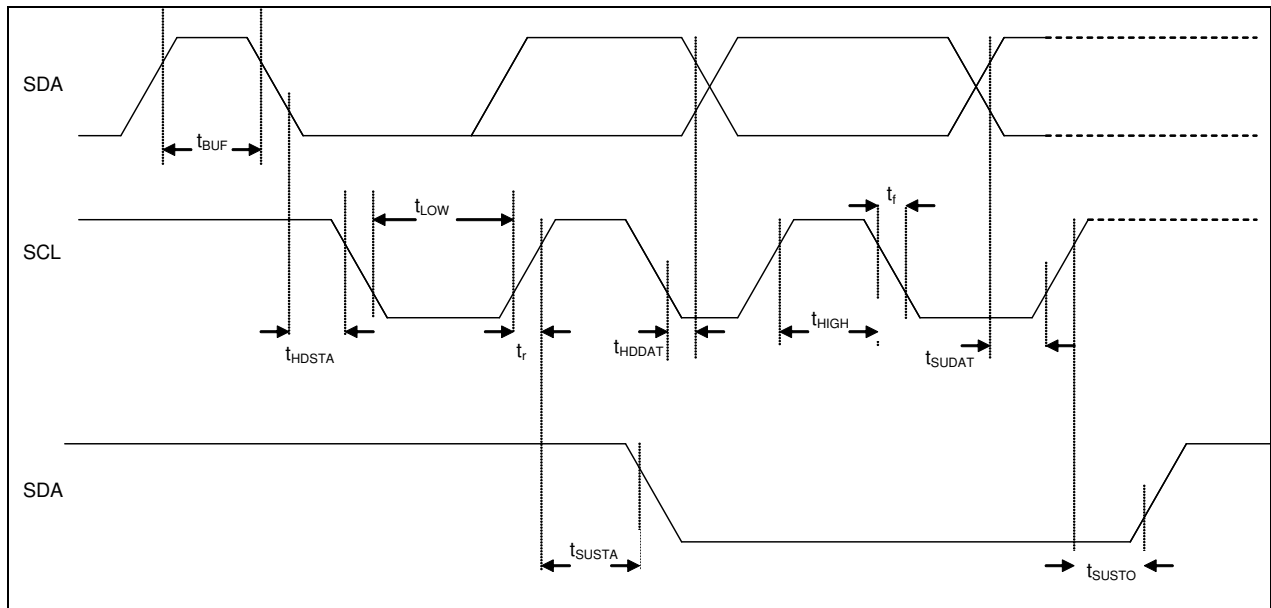 SDA
tBUF
tLOW
tf
SCL
tHDSTA
tr
tHDDAT
tHIGH
tSUDAT
SDA
tSUSTA
tSUSTO